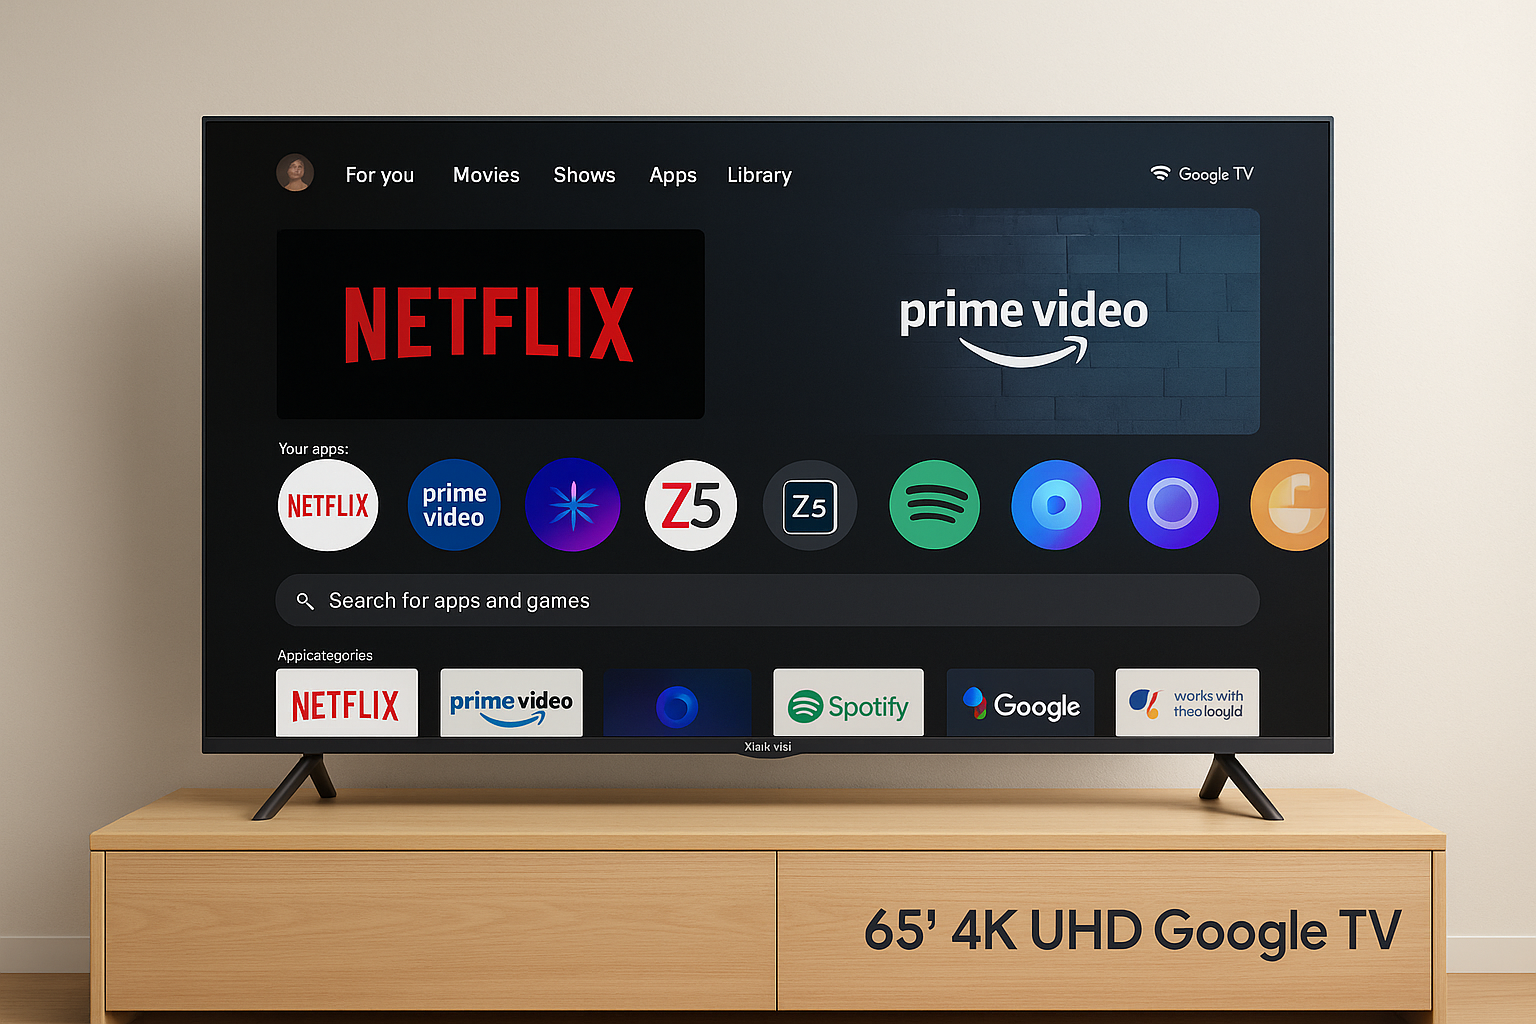 For you Movies Shows Apps Library Google TV
NETFLIX
prime video
Your apps:
NETFLIX
prime video
Z5
Z5
Search for apps and games
Appicategories
NETFLIX
prime video
Spotify
Google
works with
theo looyld
Xiaik visi
65’ 4K UHD Google TV